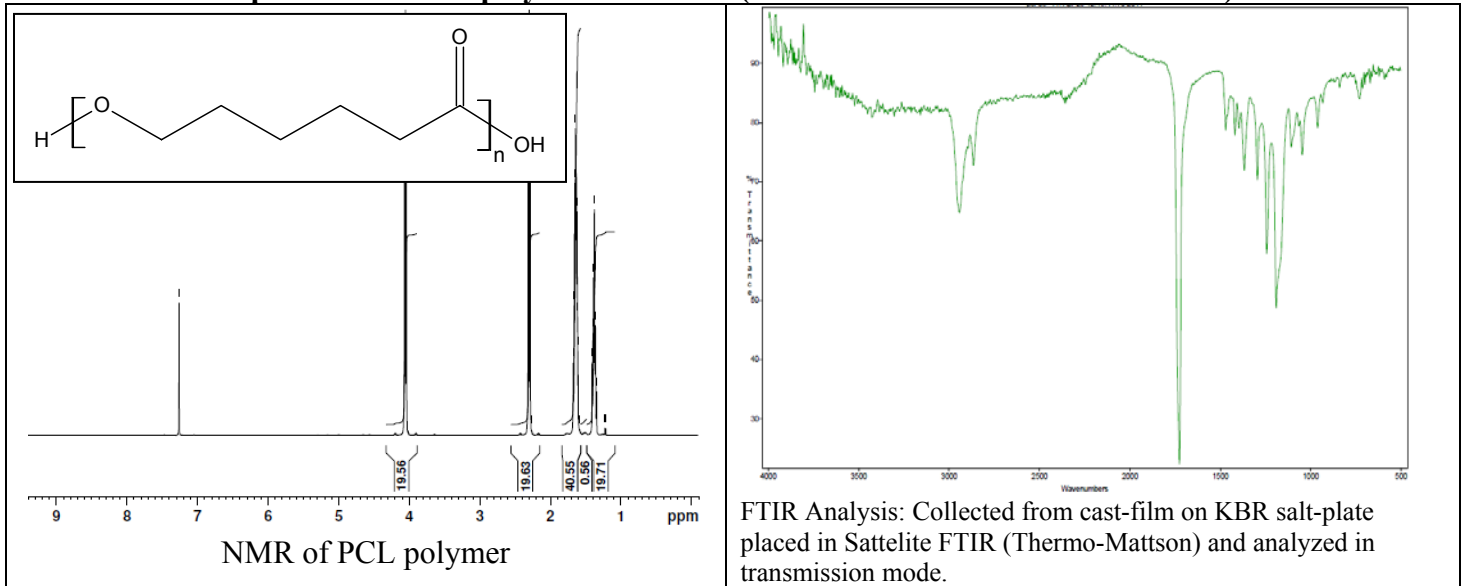 O
O
H
n
OH
19.56
19.63
40.55
0.56
19.71
9 8 7 6 5 4 3 2 1 ppm
NMR of PCL polymer
90
80
70
60
50
40
30
%Transmittance
4000 3000 2500 2000 1500 1000 500
Wavenumbers
FTIR Analysis: Collected from cast-film on KBR salt-plate
placed in Sattelite FTIR (Thermo-Mattson) and analyzed in
transmission mode.